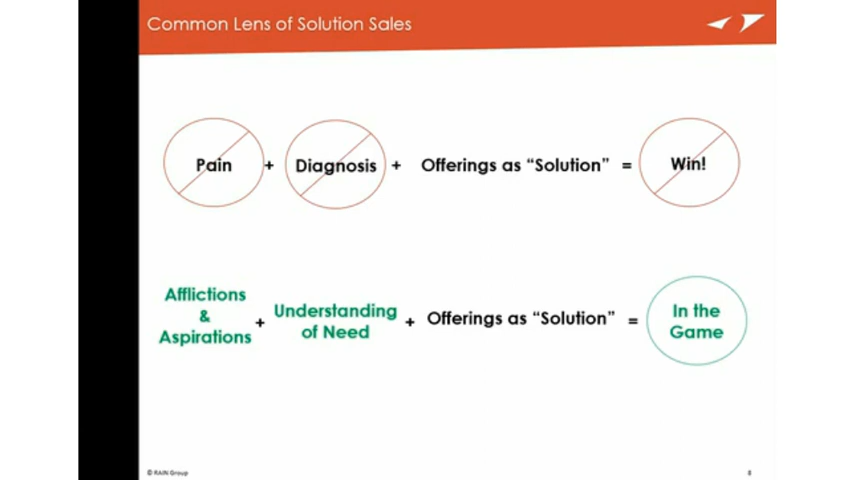 Common Lens of Solution Sales
Pain + Diagnosis + Offerings as “Solution” = Win!
Afflictions
&
Aspirations
+
Understanding
of Need
+ Offerings as “Solution” =
In the
Game
© RAIN Group
8